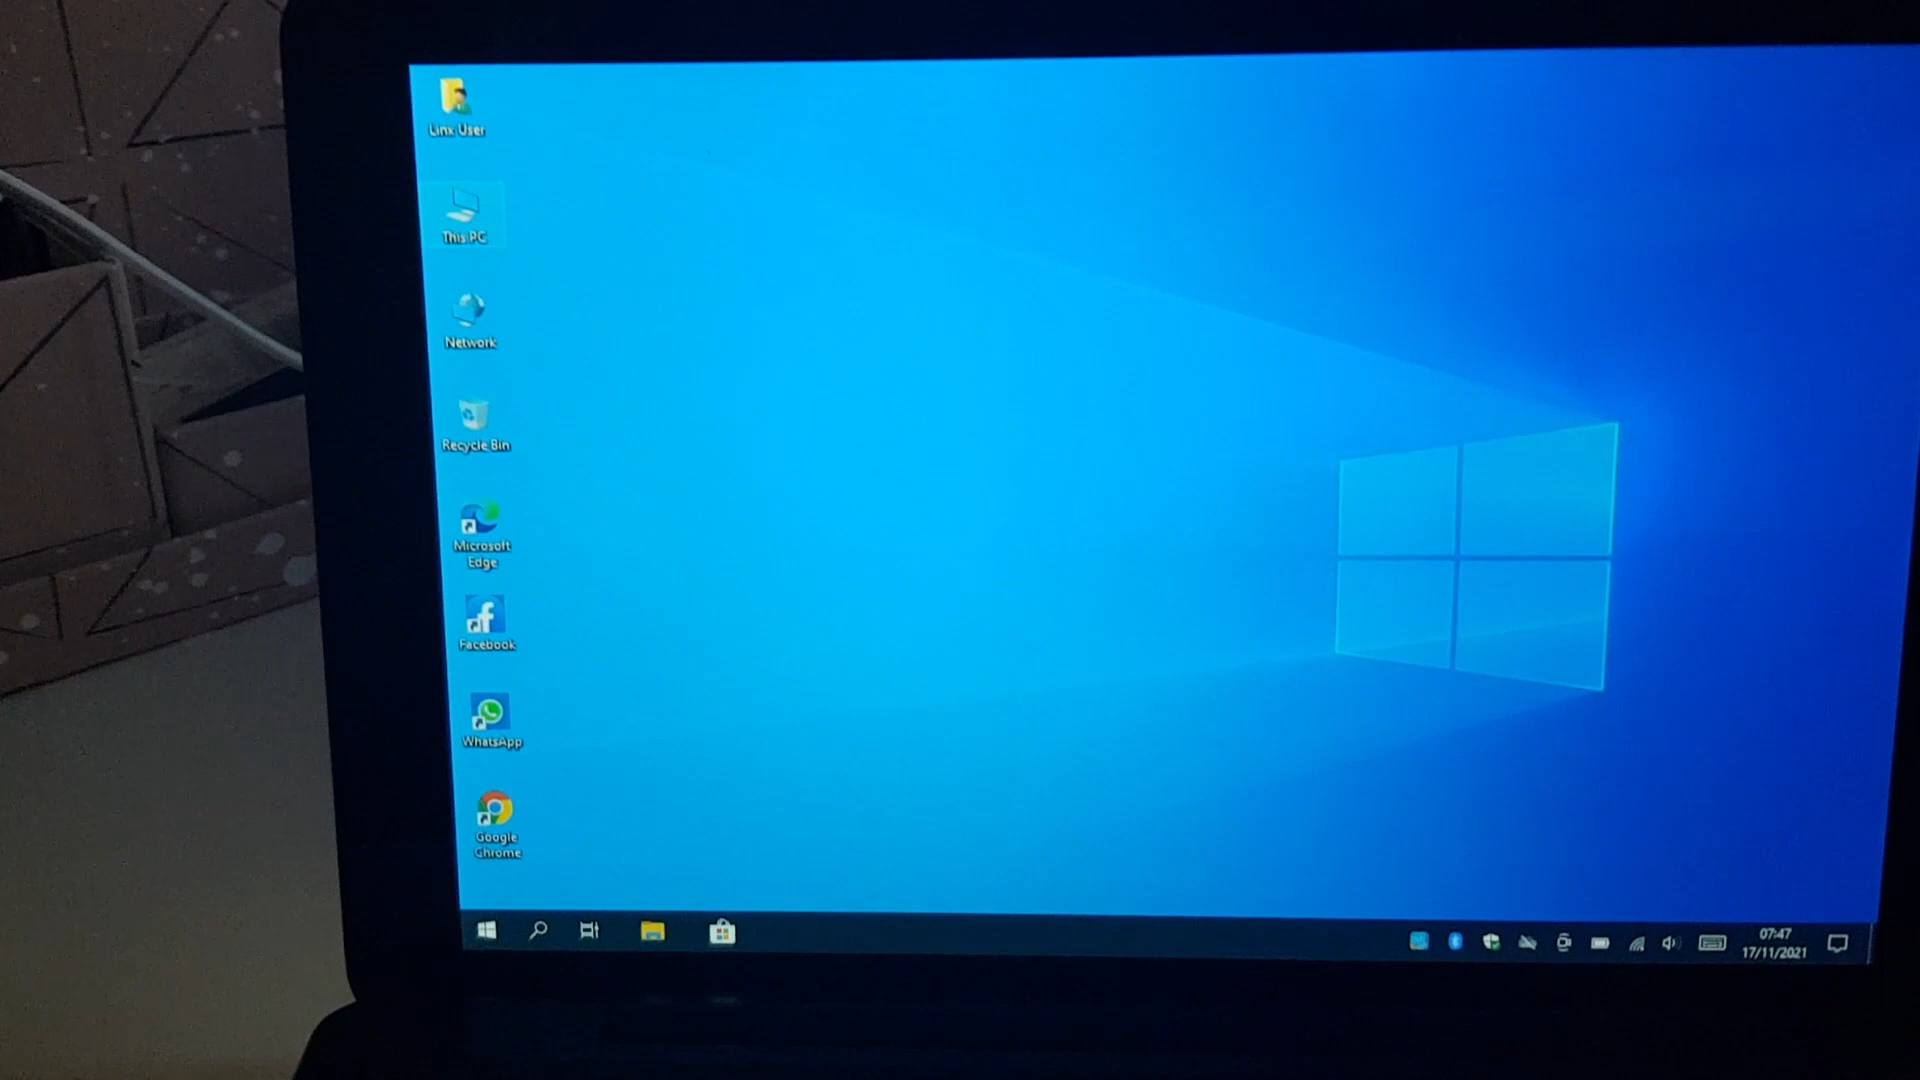 Linx User
This PC
Network
Recycle Bin
Microsoft
Edge
Facebook
WhatsApp
Google
Chrome
07:47
17/11/2021